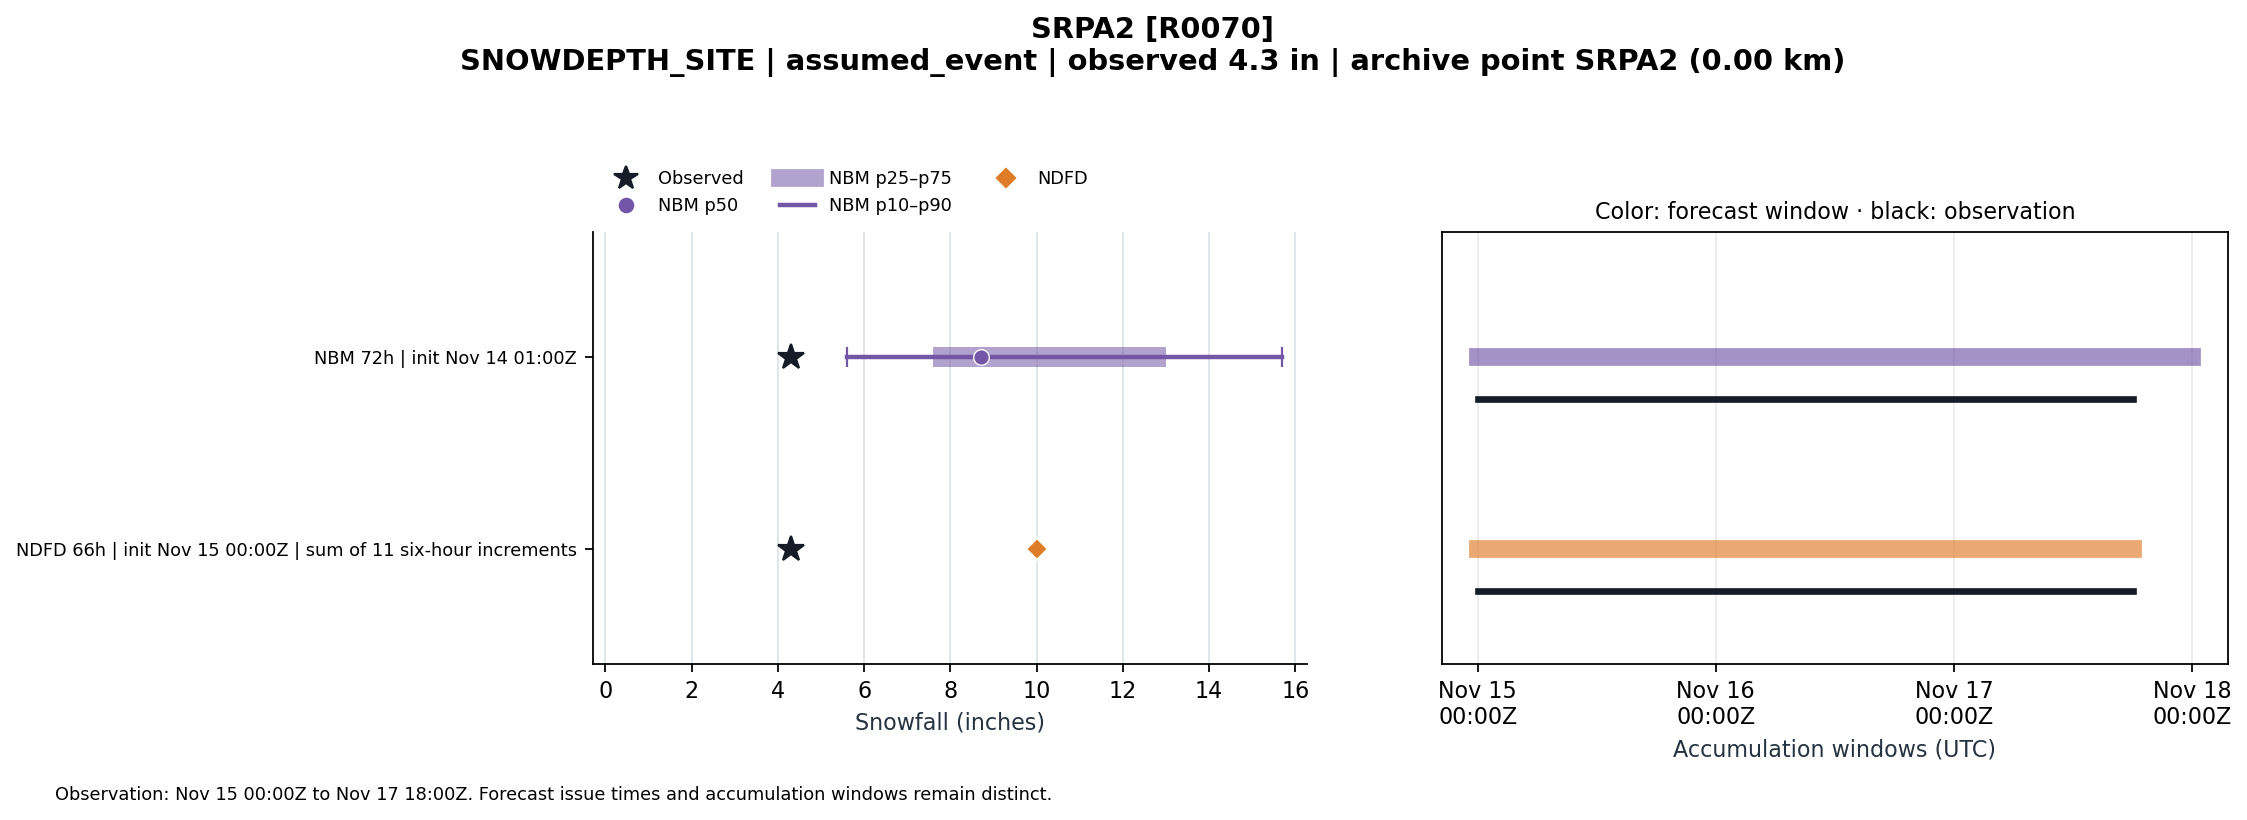 SRPA2 [R0070]
SNOWDEPTH_SITE | assumed_event | observed 4.3 in | archive point SRPA2 (0.00 km)
Observed
NBM p50
NBM p25–p75
NBM p10–p90
NDFD
NBM 72h | init Nov 14 01:00Z
NDFD 66h | init Nov 15 00:00Z | sum of 11 six-hour increments
0 2 4 6 8 10 12 14 16
Snowfall (inches)
Color: forecast window · black: observation
Nov 15 Nov 16 Nov 17 Nov 18
00:00Z 00:00Z 00:00Z 00:00Z
Accumulation windows (UTC)
Observation: Nov 15 00:00Z to Nov 17 18:00Z. Forecast issue times and accumulation windows remain distinct.